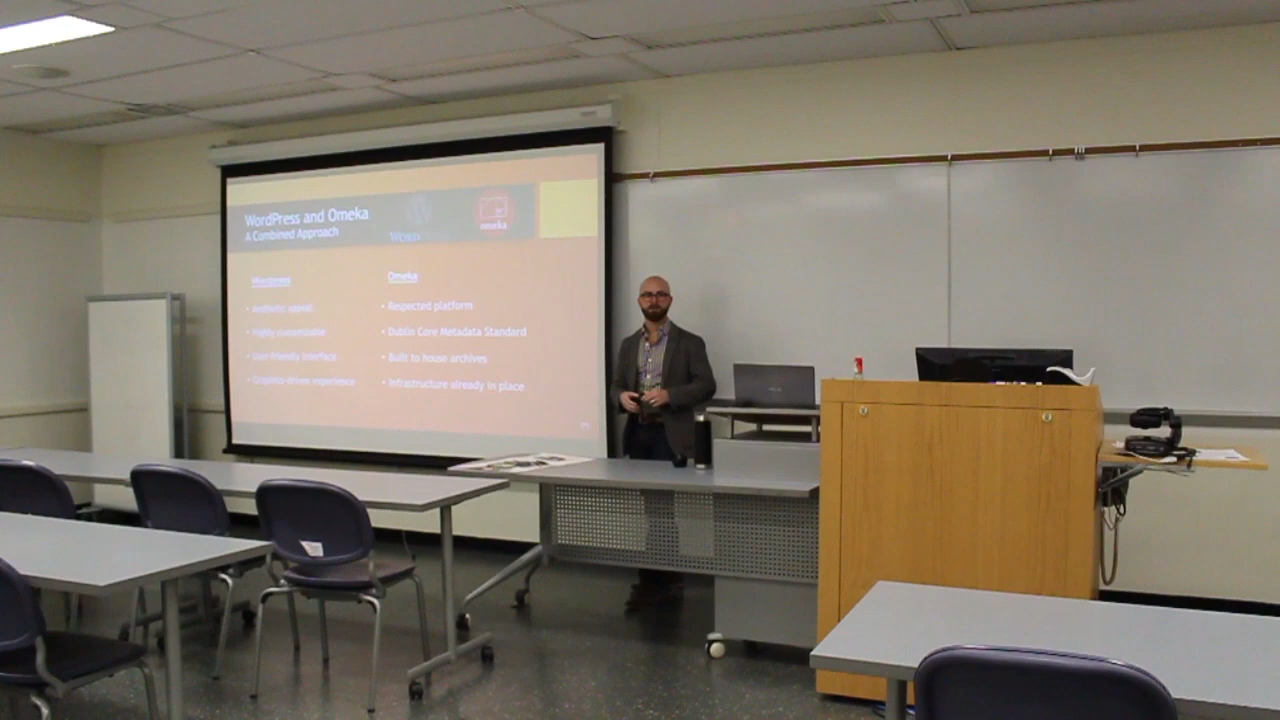 WordPress and Omeka
A Combined Approach
WORD
omeka
Wordpress
Aesthetic appeal
Highly customizable
User-friendly interface
Graphics-driven experience
Omeka
• Respected platform
• Dublin Core Metadata Standard
• Built to house archives
• Infrastructure already in place